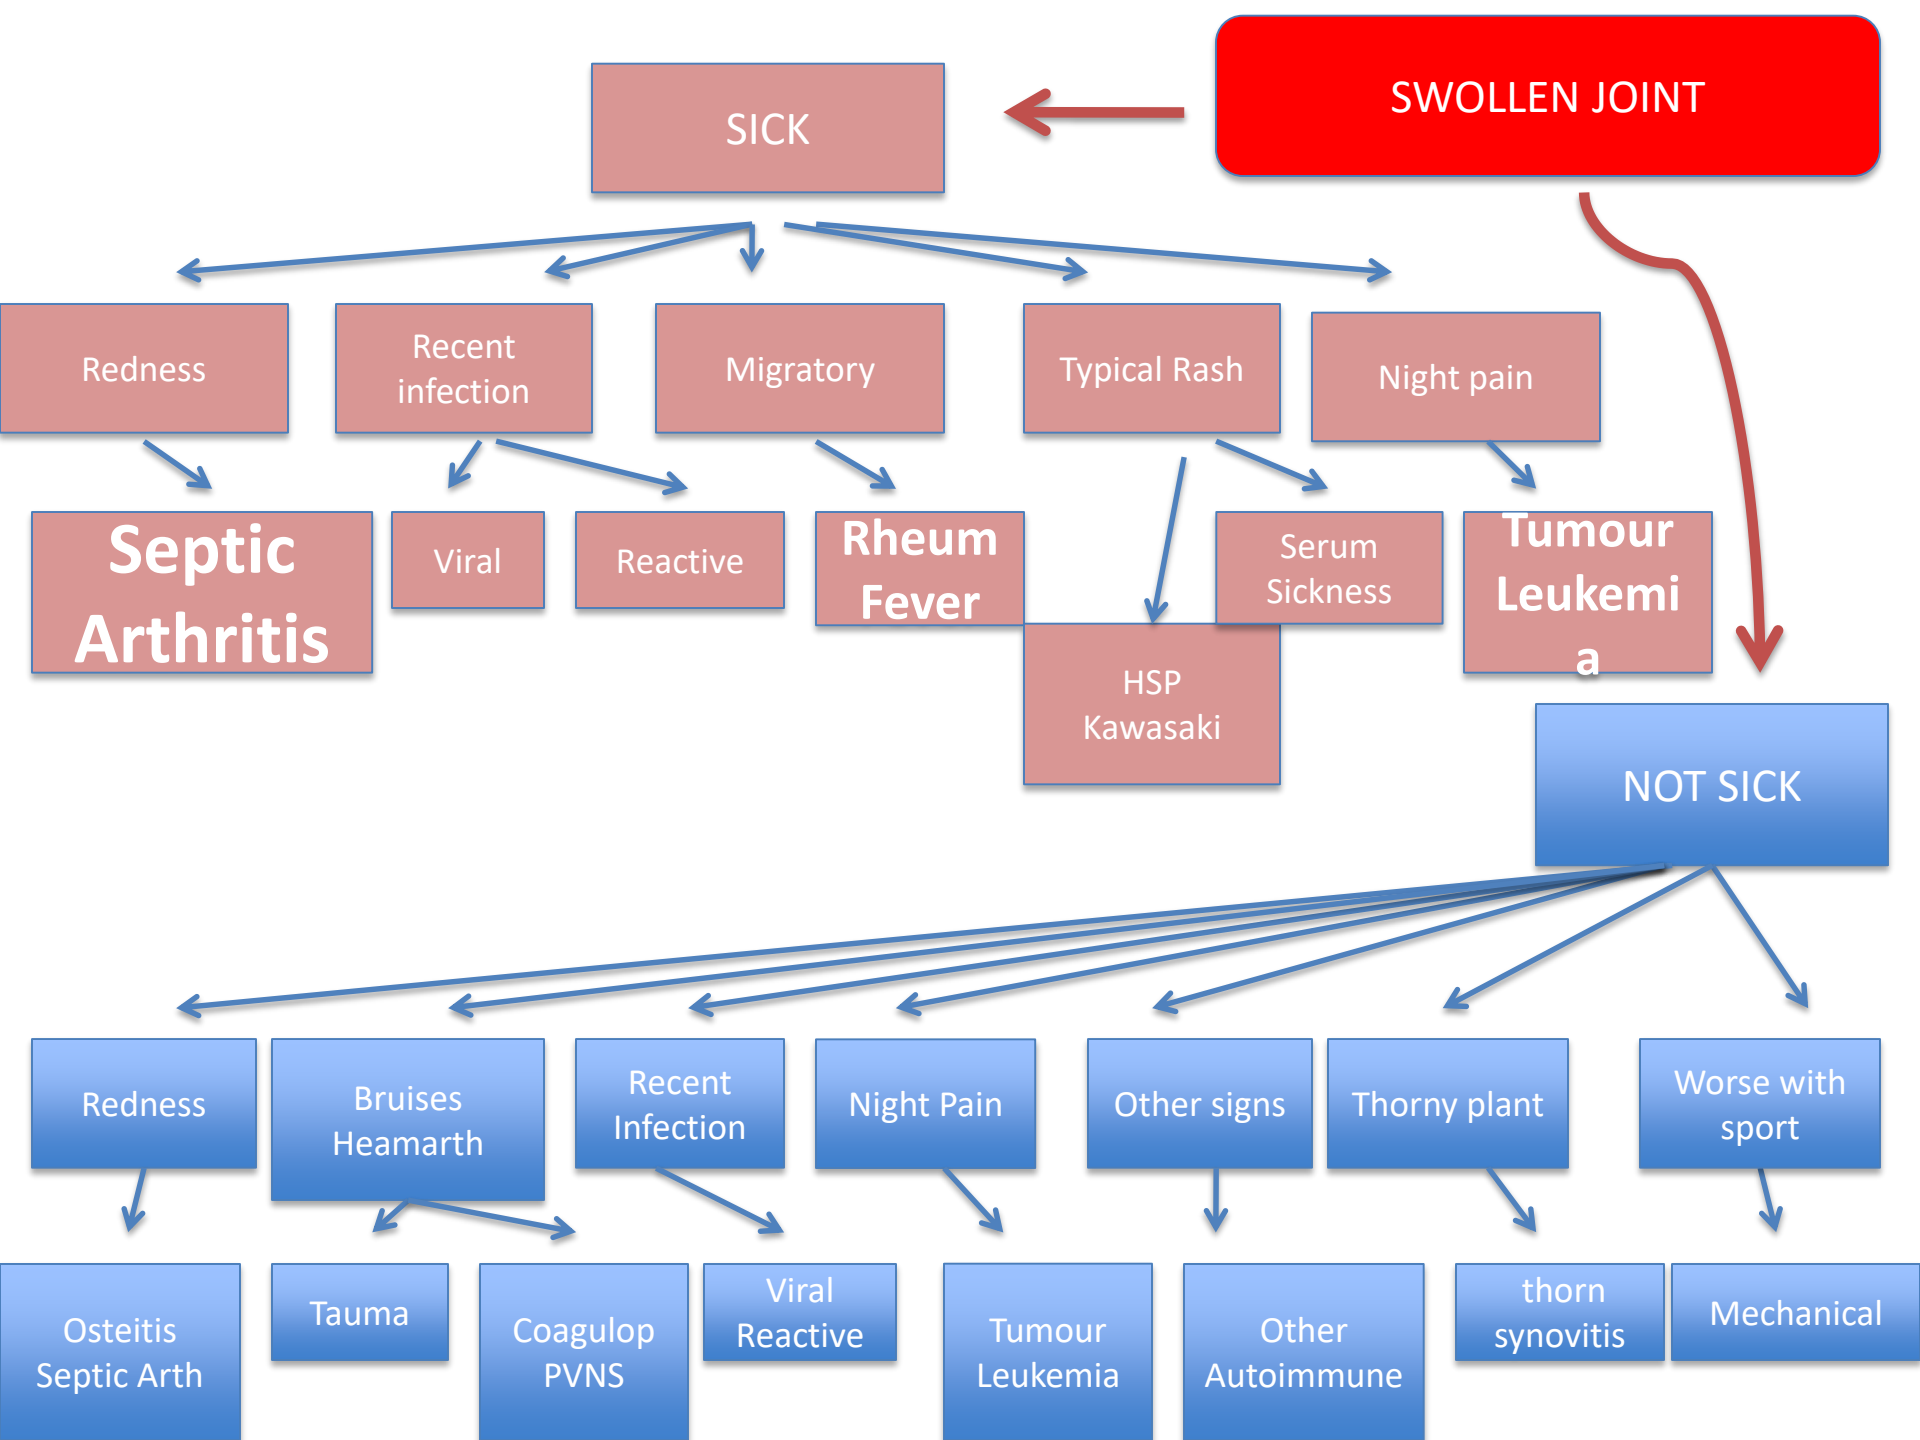 SWOLLEN JOINT
SICK
Redness
Recent
infection
Migratory
Typical Rash
Night pain
Septic
Arthritis
Viral
Reactive
Rheum
Fever
Serum
Sickness
Tumour
Leukemi
a
HSP
Kawasaki
NOT SICK
Redness
Bruises
Heamarth
Recent
Infection
Night Pain
Other signs
Thorny plant
Worse with
sport
Osteitis
Septic Arth
Tauma
Coagulop
PVNS
Viral
Reactive
Tumour
Leukemia
Other
Autoimmune
thorn
synovitis
Mechanical